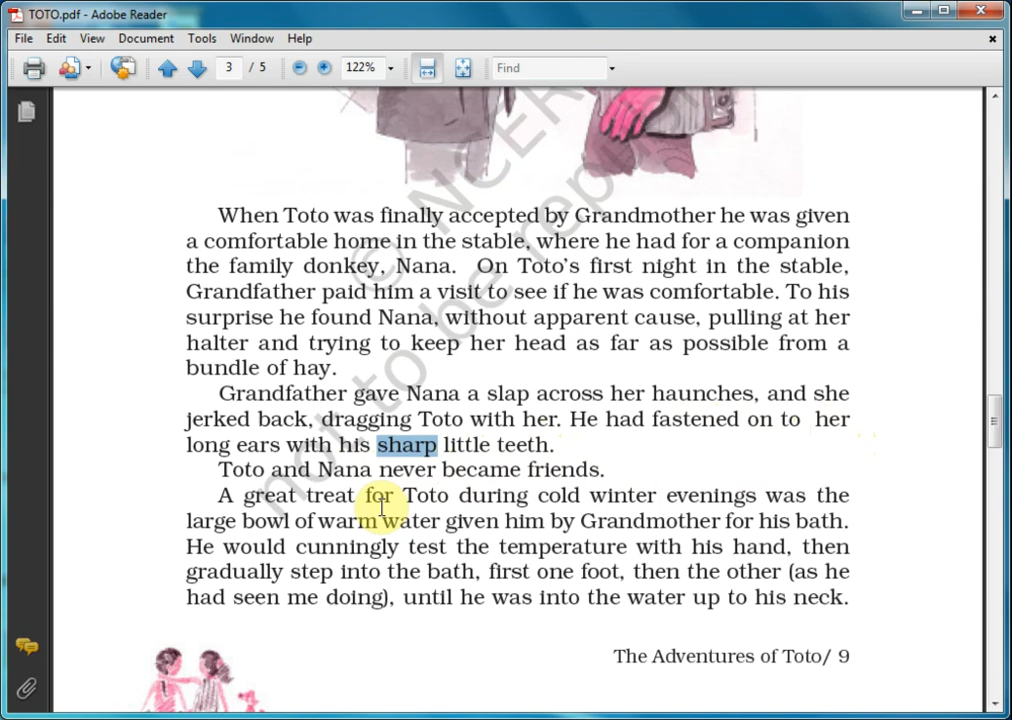 TOTO.pdf - Adobe Reader
File Edit View Document Tools Window Help
3 / 5 122% Find
© NCER
not to be repri
When Toto was finally accepted by Grandmother he was given
a comfortable home in the stable, where he had for a companion
the family donkey, Nana. On Toto's first night in the stable,
Grandfather paid him a visit to see if he was comfortable. To his
surprise he found Nana, without apparent cause, pulling at her
halter and trying to keep her head as far as possible from a
bundle of hay.
Grandfather gave Nana a slap across her haunches, and she
jerked back, dragging Toto with her. He had fastened on to her
long ears with his sharp little teeth.
Toto and Nana never became friends.
A great treat for Toto during cold winter evenings was the
large bowl of warm water given him by Grandmother for his bath.
He would cunningly test the temperature with his hand, then
gradually step into the bath, first one foot, then the other (as he
had seen me doing), until he was into the water up to his neck.
The Adventures of Toto/ 9